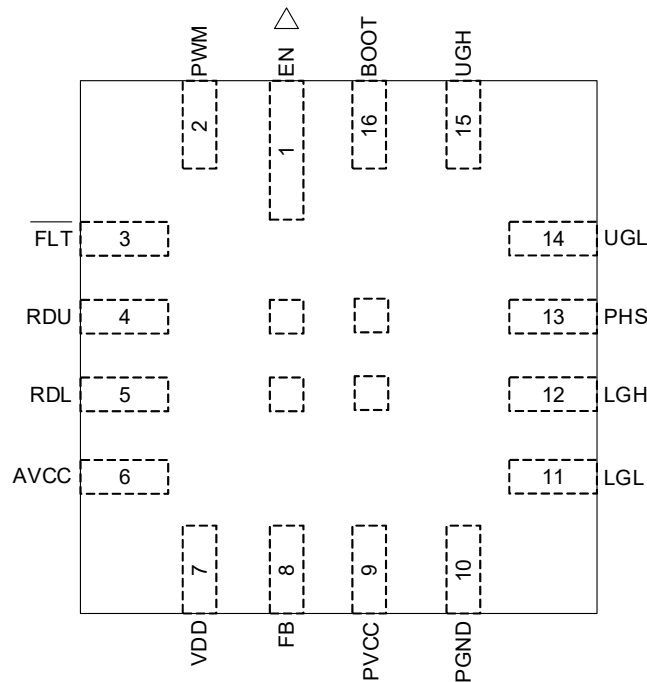 PWM
EN
BOOT
UGH
2
1
16
15
FLT
3
14
UGL
RDU
4
13
PHS
RDL
5
12
LGH
AVCC
6
11
LGL
7
8
9
10
VDD
FB
PVCC
PGND